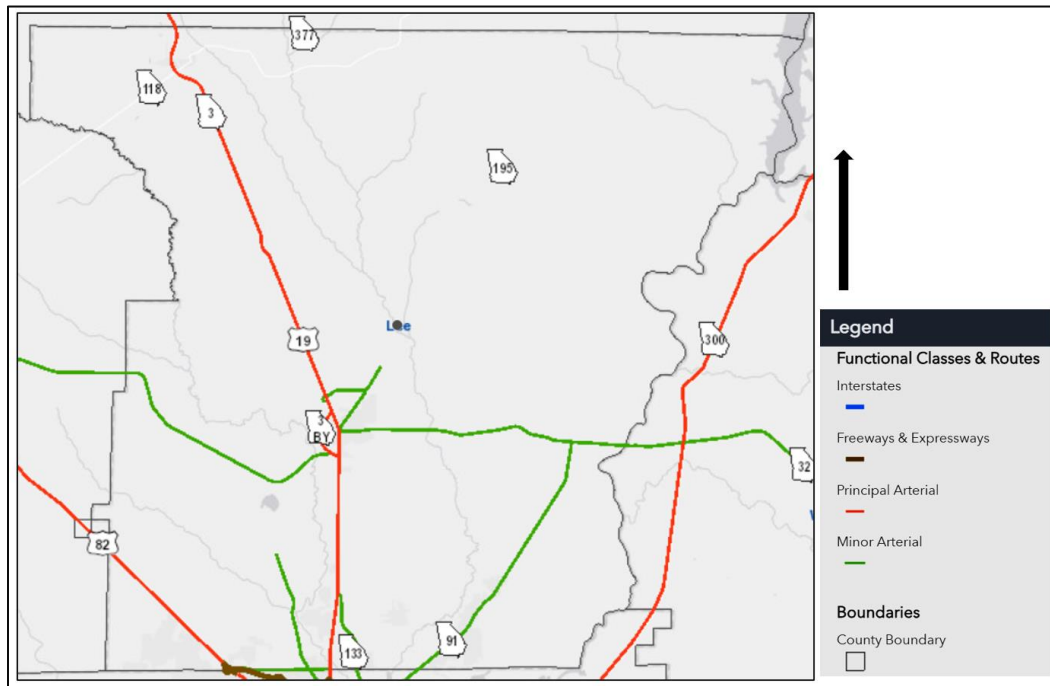 377
118
3
195
Lee
19
300
3
BY
32
82
91
133
Legend
Functional Classes & Routes
Interstates
Freeways & Expressways
Principal Arterial
Minor Arterial
Boundaries
County Boundary